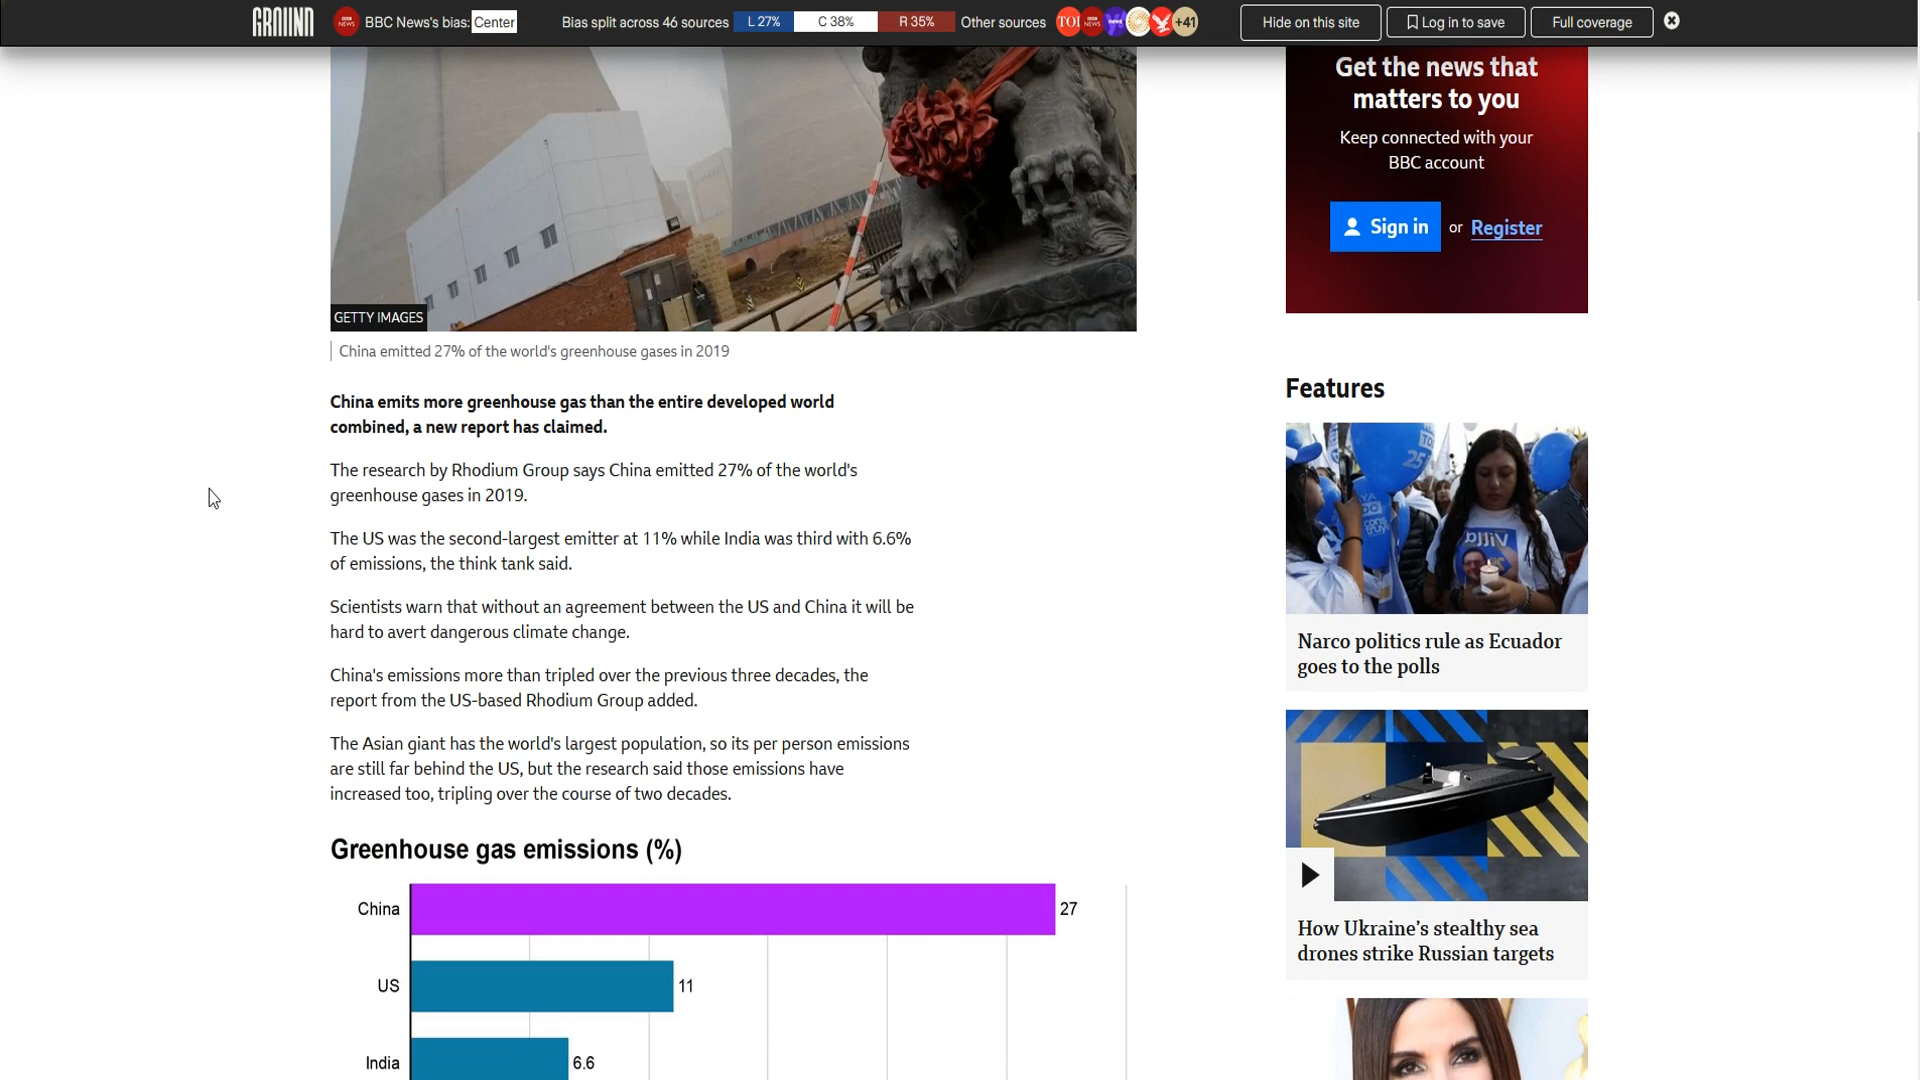 GROUND
BBC NEWS
BBC News's bias: Center
Bias split across 46 sources
L 27%
C 38%
R 35%
Other sources
TOI
BBC NEWS
+41
Hide on this site
Log in to save
Full coverage
GETTY IMAGES
China emitted 27% of the world's greenhouse gases in 2019
China emits more greenhouse gas than the entire developed world
combined, a new report has claimed.
The research by Rhodium Group says China emitted 27% of the world's
greenhouse gases in 2019.
The US was the second-largest emitter at 11% while India was third with 6.6%
of emissions, the think tank said.
Scientists warn that without an agreement between the US and China it will be
hard to avert dangerous climate change.
China's emissions more than tripled over the previous three decades, the
report from the US-based Rhodium Group added.
The Asian giant has the world's largest population, so its per person emissions
are still far behind the US, but the research said those emissions have
increased too, tripling over the course of two decades.
Greenhouse gas emissions (%)
China
27
US
11
India
6.6
Get the news that
matters to you
Keep connected with your
BBC account
Sign in
or
Register
Features
25
Narco politics rule as Ecuador
goes to the polls
How Ukraine’s stealthy sea
drones strike Russian targets